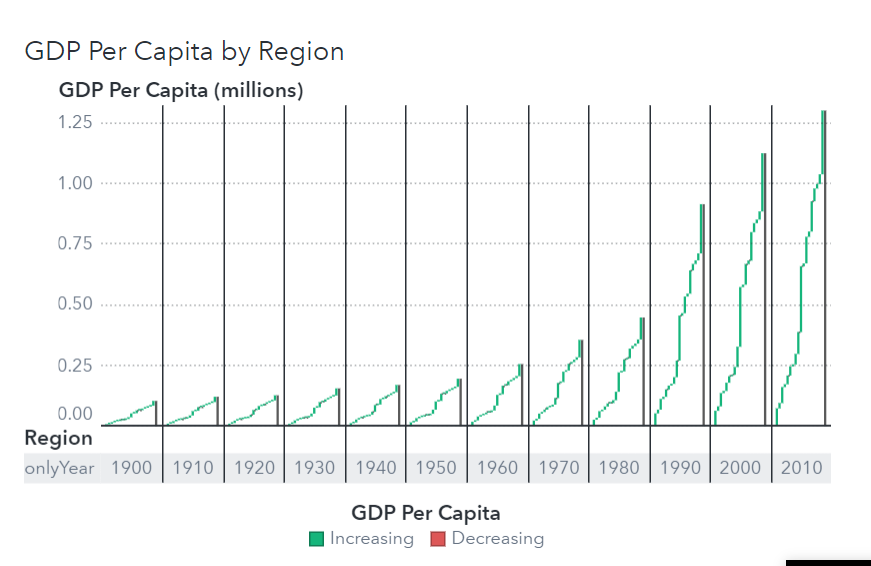 GDP Per Capita by Region
GDP Per Capita (millions)
1.25
1.00
0.75
0.50
0.25
0.00
Region
onlyYear 1900 1910 1920 1930 1940 1950 1960 1970 1980 1990 2000 2010
GDP Per Capita
Increasing Decreasing